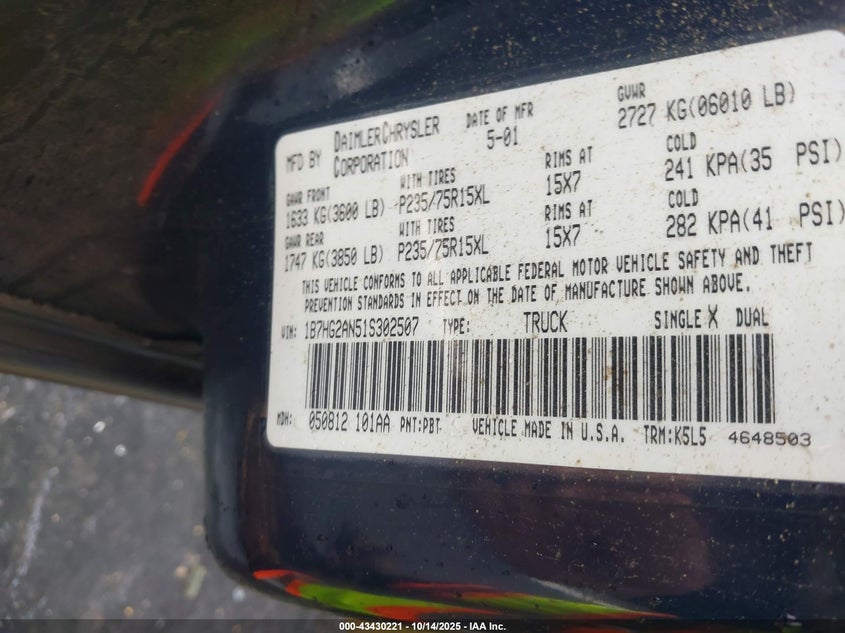 MFD BY DAIMLERCHRYSLER CORPORATION DATE OF MFR 5-01 GVWR 2727 KG(06010 LB)
GAWR FRONT WITH TIRES RIMS AT COLD
1633 KG(3600 LB) P235/75R15XL 15X7 241 KPA(35 PSI)
GAWR REAR WITH TIRES RIMS AT COLD
1747 KG(3850 LB) P235/75R15XL 15X7 282 KPA(41 PSI)
THIS VEHICLE CONFORMS TO ALL APPLICABLE FEDERAL MOTOR VEHICLE SAFETY AND THEFT
PREVENTION STANDARDS IN EFFECT ON THE DATE OF MANUFACTURE SHOWN ABOVE.
VIN: 1B7HG2AN51S302507 TYPE: TRUCK SINGLE X DUAL
MDH: 050812 101AA PNT:PBT VEHICLE MADE IN U.S.A. TRM:K5L5 4648503
000-43430221 - 10/14/2025 - IAA Inc.